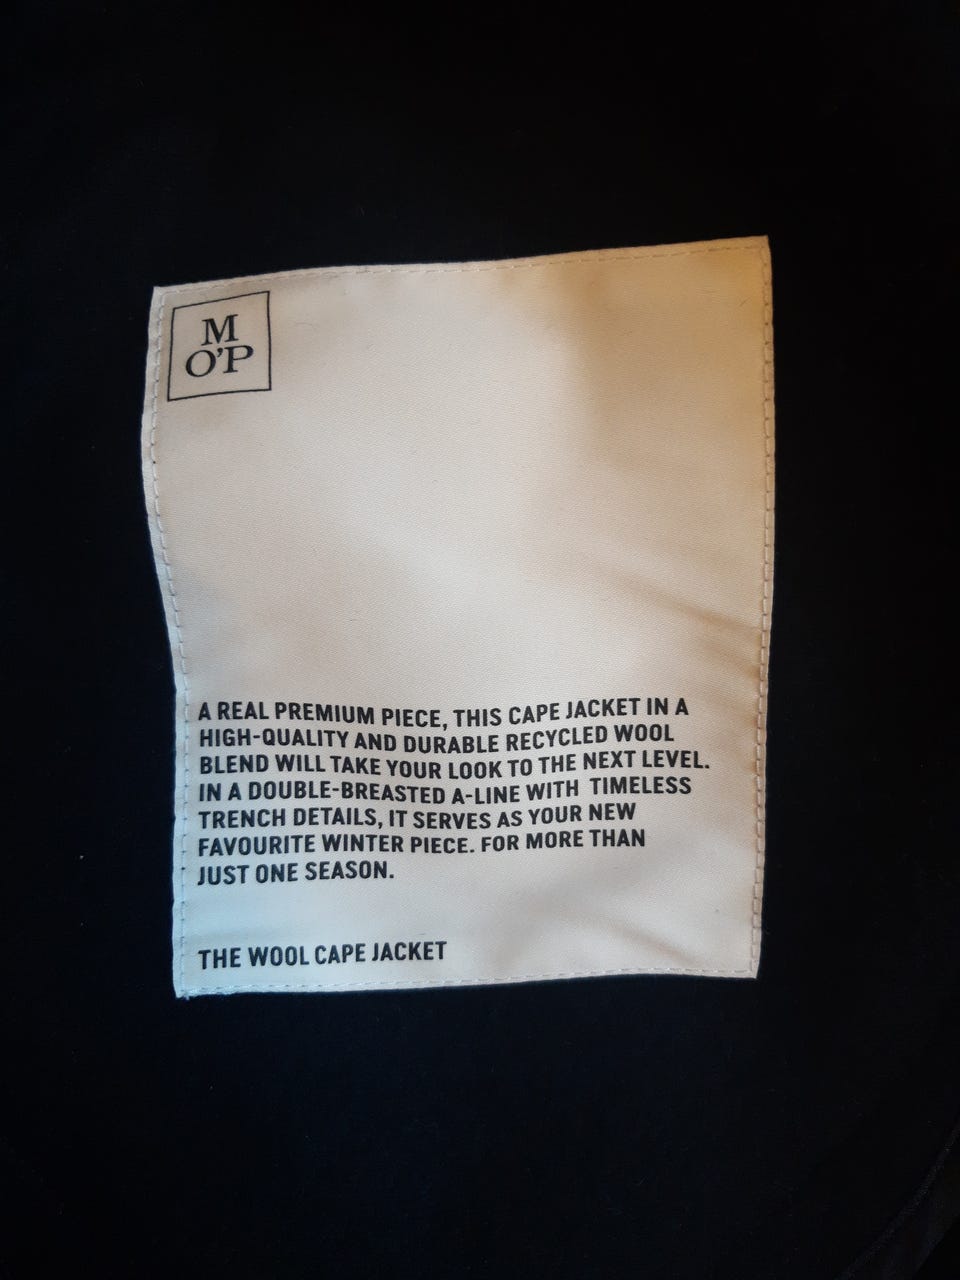 M
O'P
A REAL PREMIUM PIECE, THIS CAPE JACKET IN A
HIGH-QUALITY AND DURABLE RECYCLED WOOL
BLEND WILL TAKE YOUR LOOK TO THE NEXT LEVEL.
IN A DOUBLE-BREASTED A-LINE WITH TIMELESS
TRENCH DETAILS, IT SERVES AS YOUR NEW
FAVOURITE WINTER PIECE. FOR MORE THAN
JUST ONE SEASON.
THE WOOL CAPE JACKET